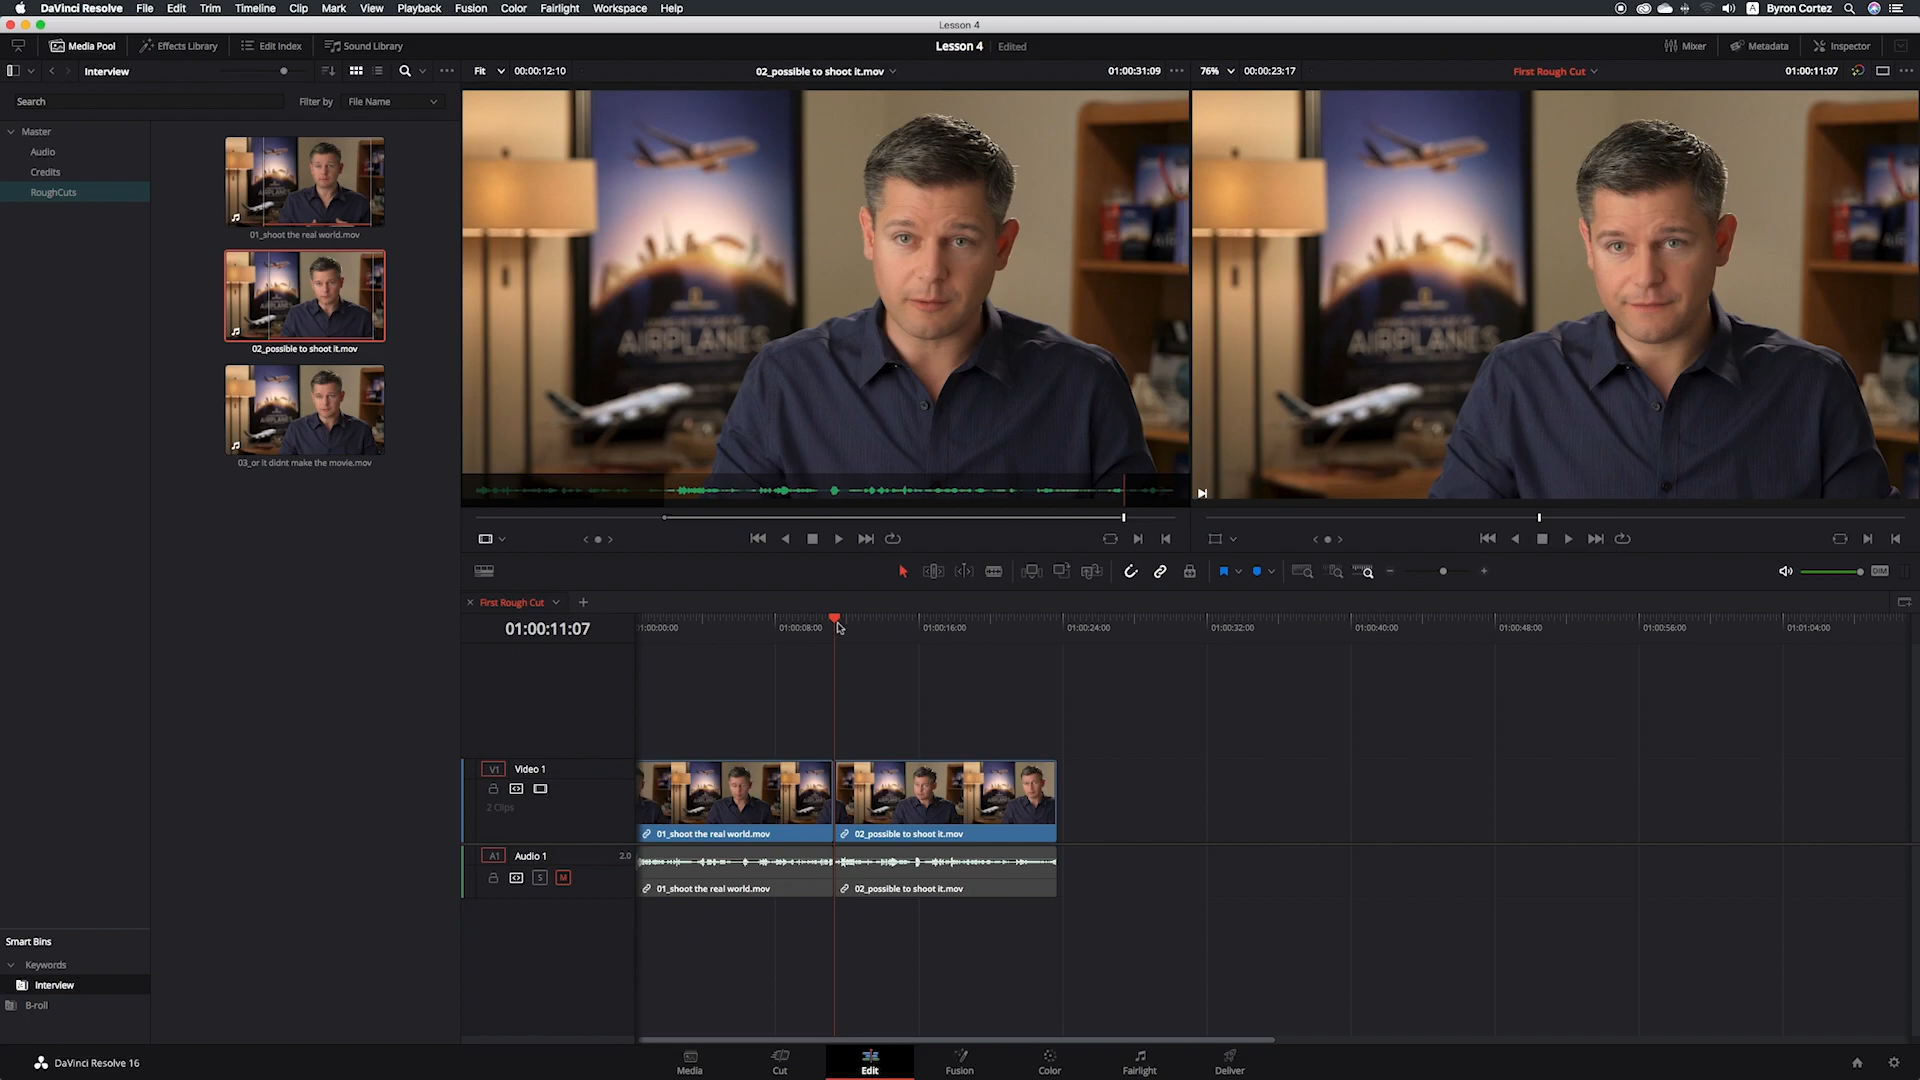 DaVinci Resolve File Edit Trim Timeline Clip Mark View Playback Fusion Color Fairlight Workspace Help
A Byron Cortez
Lesson 4
Media Pool Effects Library Edit Index Sound Library
Lesson 4 Edited
Mixer Metadata Inspector
Interview
Fit 00:00:12:10 02_possible to shoot it.mov 01:00:31:09
76% 00:00:23:17 First Rough Cut 01:00:11:07
Search Filter by File Name
Master
Audio
Credits
RoughCuts
01_shoot the real world.mov
02_possible to shoot it.mov
03_or it didnt make the movie.mov
AIRPLANES
AIRPLANES
DIM
First Rough Cut
01:00:11:07
01:00:00:00 01:00:08:00 01:00:16:00 01:00:24:00 01:00:32:00 01:00:40:00 01:00:48:00 01:00:56:00 01:01:04:00
V1 Video 1
2 Clips
01_shoot the real world.mov 02_possible to shoot it.mov
A1 Audio 1 2.0
S M
01_shoot the real world.mov 02_possible to shoot it.mov
Smart Bins
Keywords
Interview
B-roll
DaVinci Resolve 16
Media Cut Edit Fusion Color Fairlight Deliver